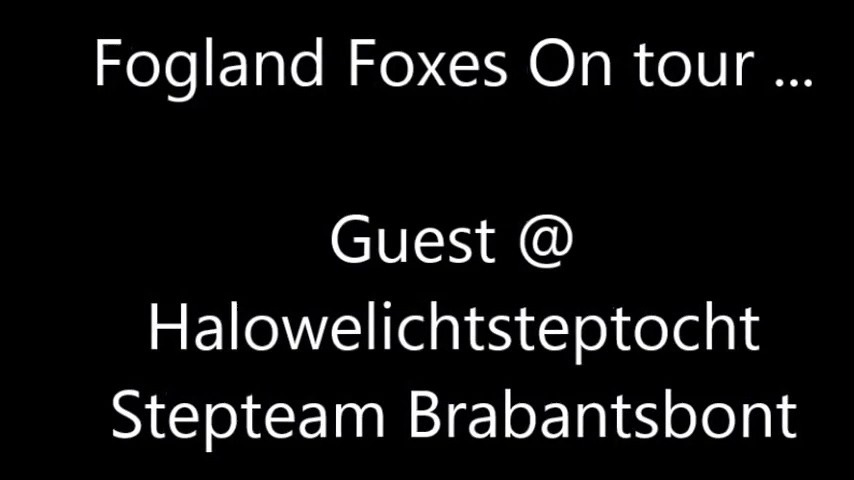 Fogland Foxes On tour ...
Guest @
Halowelichtsteptocht
Stepteam Brabantsbont